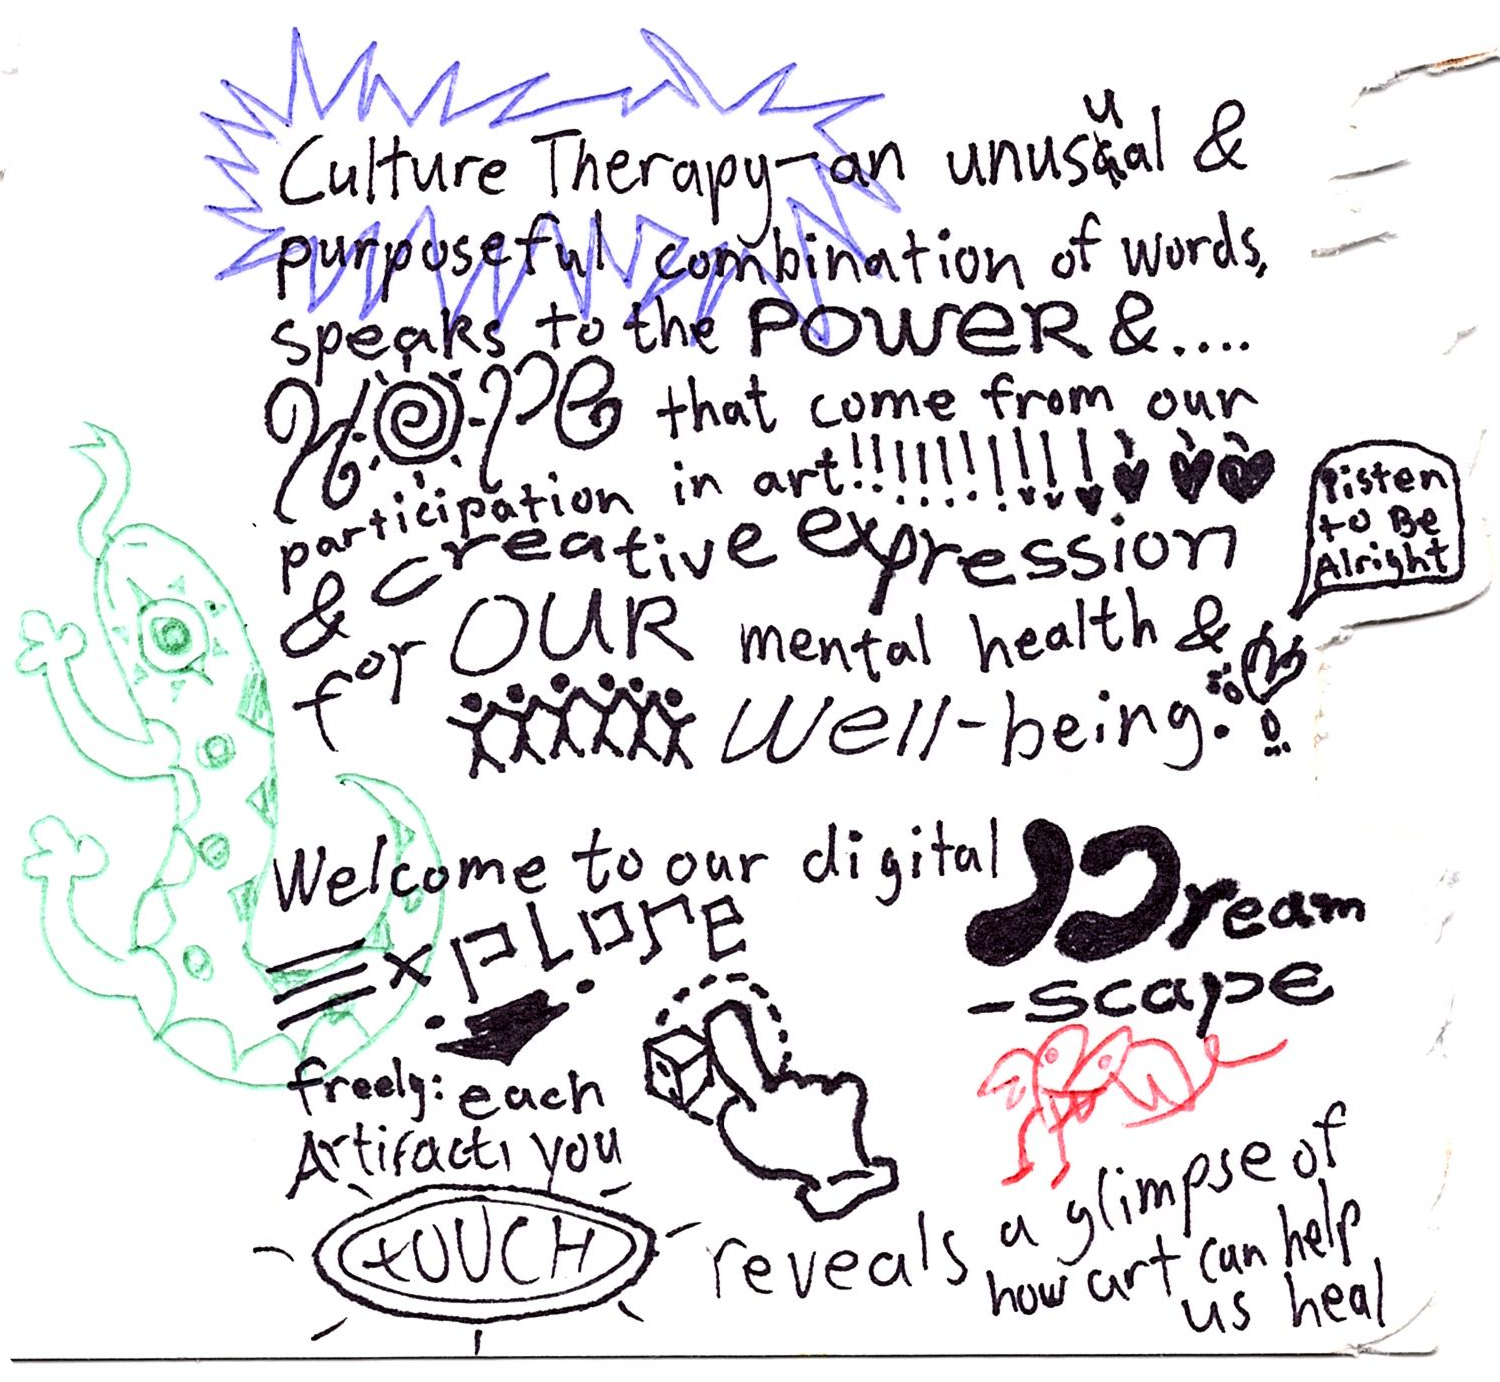 Culture Therapy—an unusual &
purposeful combination of words,
speaks to the POWER &....
HOPE that come from our
participation in art!!!!!!!!!!!!!
& creative expression
for OUR mental health &
Well-being.
Listen
to Be
Alright
Welcome to our digital
Dream
-scape
Explore
freely: each
Artifact, you
tOUCH
reveals a glimpse of
how art can help
us heal